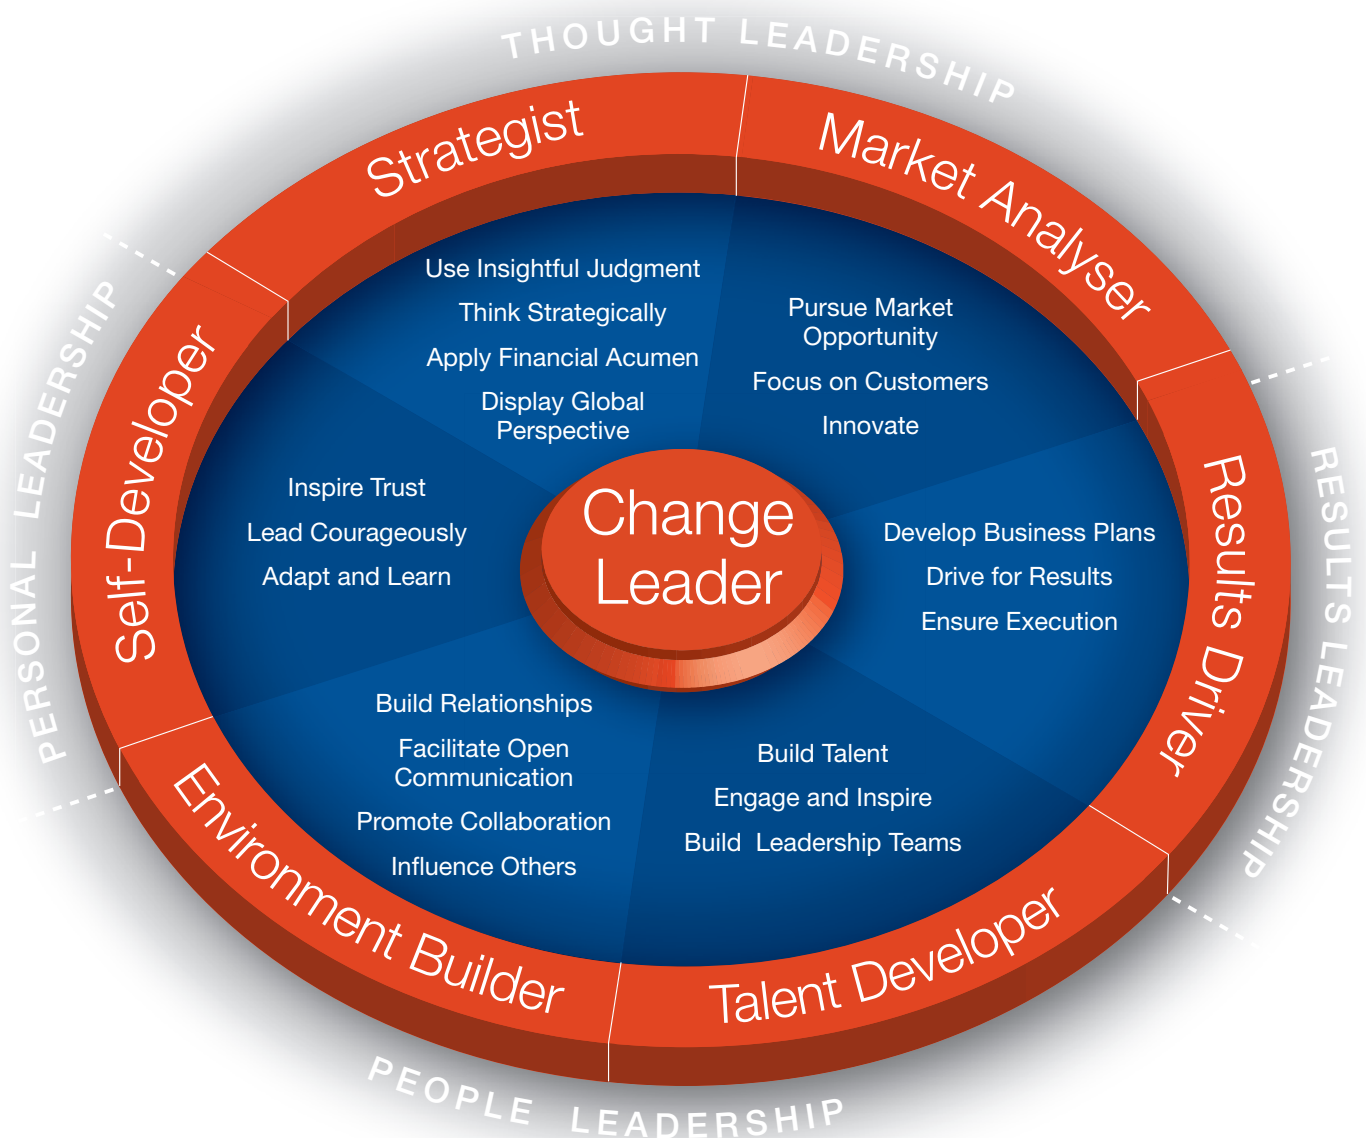 THOUGHT LEADERSHIP
Strategist
Market Analyser
Use Insightful Judgment
Think Strategically
Apply Financial Acumen
Display Global
Perspective
Pursue Market
Opportunity
Focus on Customers
Innovate
PERSONAL LEADERSHIP
Self-Developer
Inspire Trust
Lead Courageously
Adapt and Learn
Change
Leader
Develop Business Plans
Drive for Results
Ensure Execution
Results Driver
RESULTS LEADERSHIP
Build Relationships
Facilitate Open
Communication
Promote Collaboration
Influence Others
Build Talent
Engage and Inspire
Build Leadership Teams
Environment Builder
Talent Developer
PEOPLE LEADERSHIP